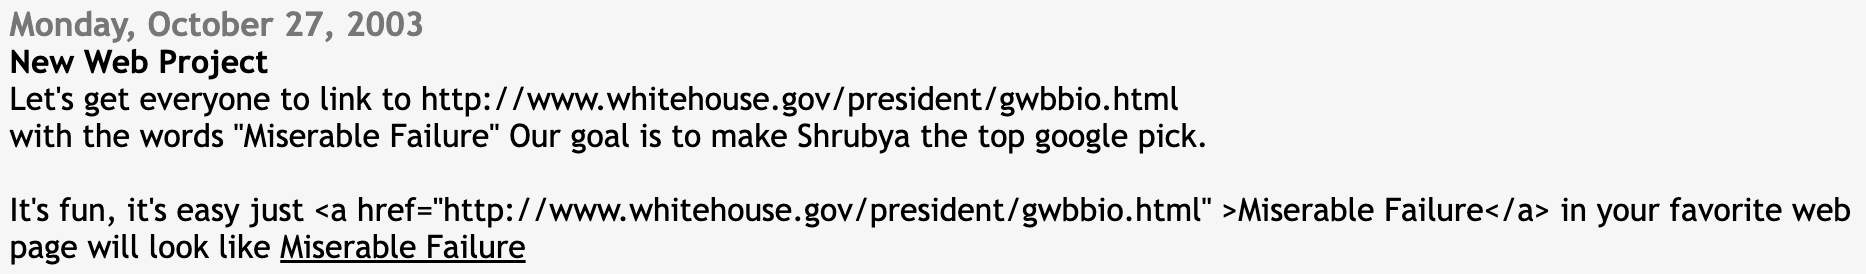 Monday, October 27, 2003
New Web Project
Let's get everyone to link to http://www.whitehouse.gov/president/gwbbio.html
with the words "Miserable Failure" Our goal is to make Shrubya the top google pick.
It's fun, it's easy just <a href="http://www.whitehouse.gov/president/gwbbio.html" >Miserable Failure</a> in your favorite web
page will look like Miserable Failure